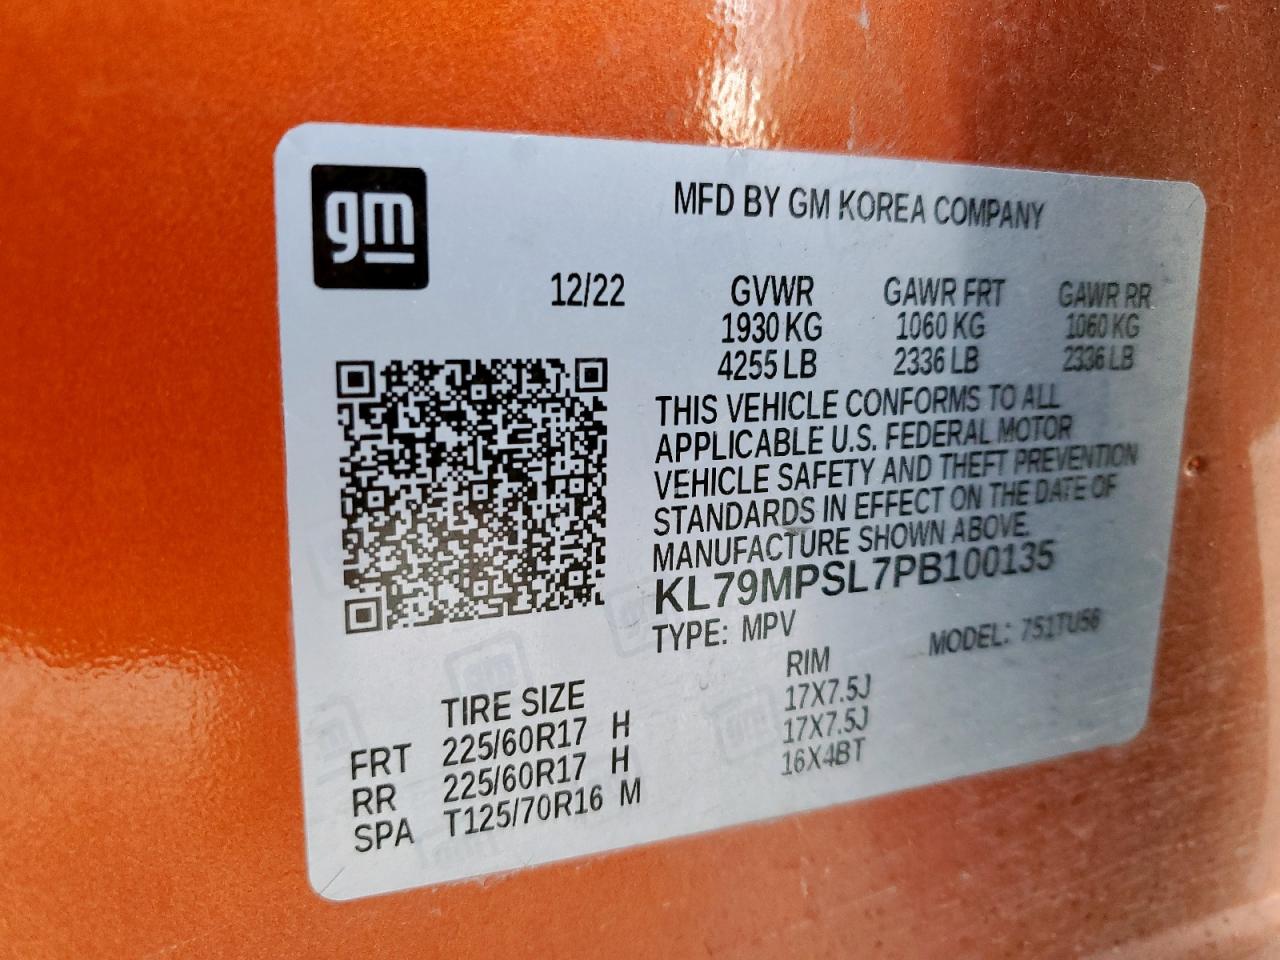 gm
MFD BY GM KOREA COMPANY
12/22 GVWR GAWR FRT GAWR RR
1930 KG 1060 KG 1060 KG
4255 LB 2336 LB 2336 LB
THIS VEHICLE CONFORMS TO ALL
APPLICABLE U.S. FEDERAL MOTOR
VEHICLE SAFETY AND THEFT PREVENTION
STANDARDS IN EFFECT ON THE DATE OF
MANUFACTURE SHOWN ABOVE.
KL79MPSL7PB100135
TYPE: MPV MODEL: 751TU56
TIRE SIZE RIM
FRT 225/60R17 H 17X7.5J
RR 225/60R17 H 17X7.5J
SPA T125/70R16 M 16X4BT